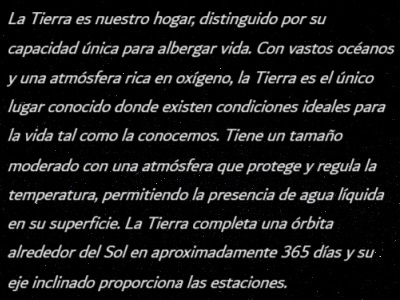 La Tierra es nuestro hogar, distinguido por su
capacidad única para albergar vida. Con vastos océanos
y una atmósfera rica en oxígeno, la Tierra es el único
lugar conocido donde existen condiciones ideales para
la vida tal como la conocemos. Tiene un tamaño
moderado con una atmósfera que protege y regula la
temperatura, permitiendo la presencia de agua líquida
en su superficie. La Tierra completa una órbita
alrededor del Sol en aproximadamente 365 días y su
eje inclinado proporciona las estaciones.